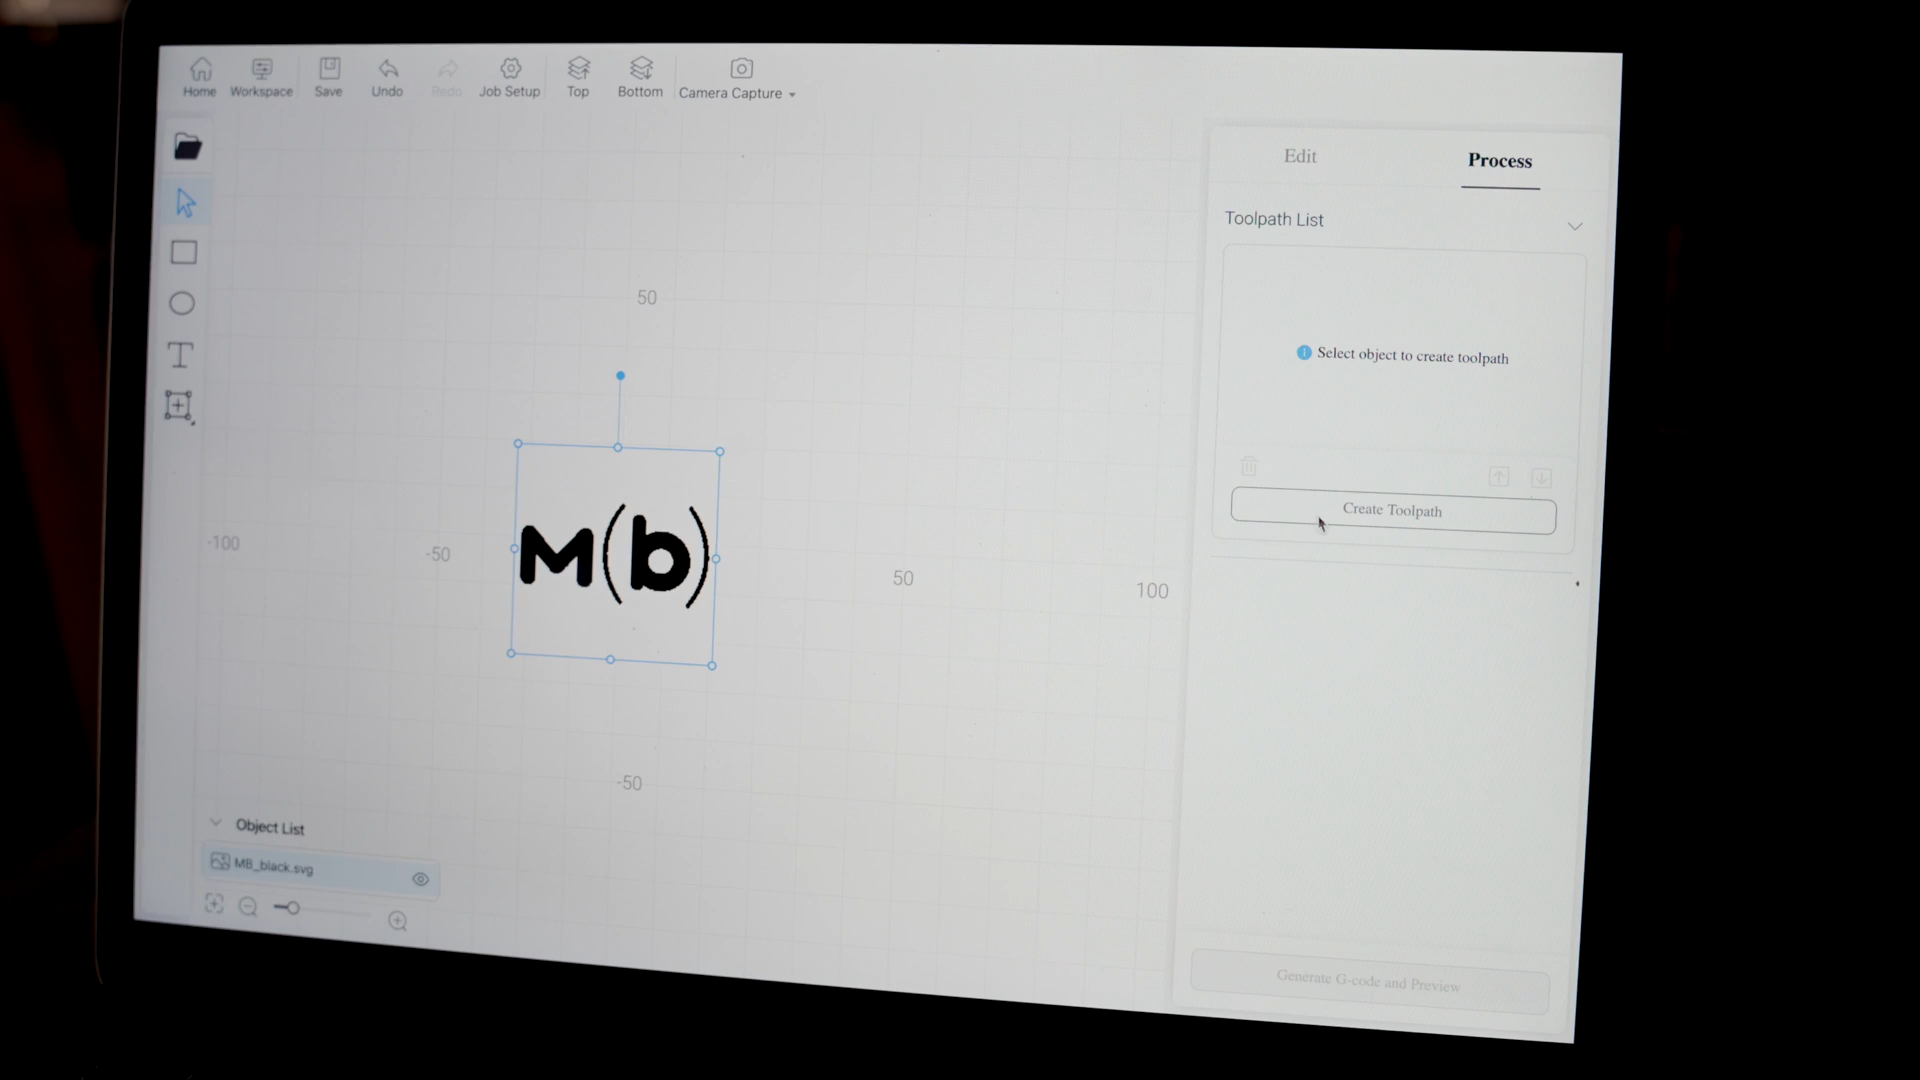 Home Workspace Save Undo Redo Job Setup Top Bottom Camera Capture
Edit Process
Toolpath List
Select object to create toolpath
Create Toolpath
50
-100 -50 50 100
M(b)
-50
Object List
MB_black.svg
Generate G-code and Preview